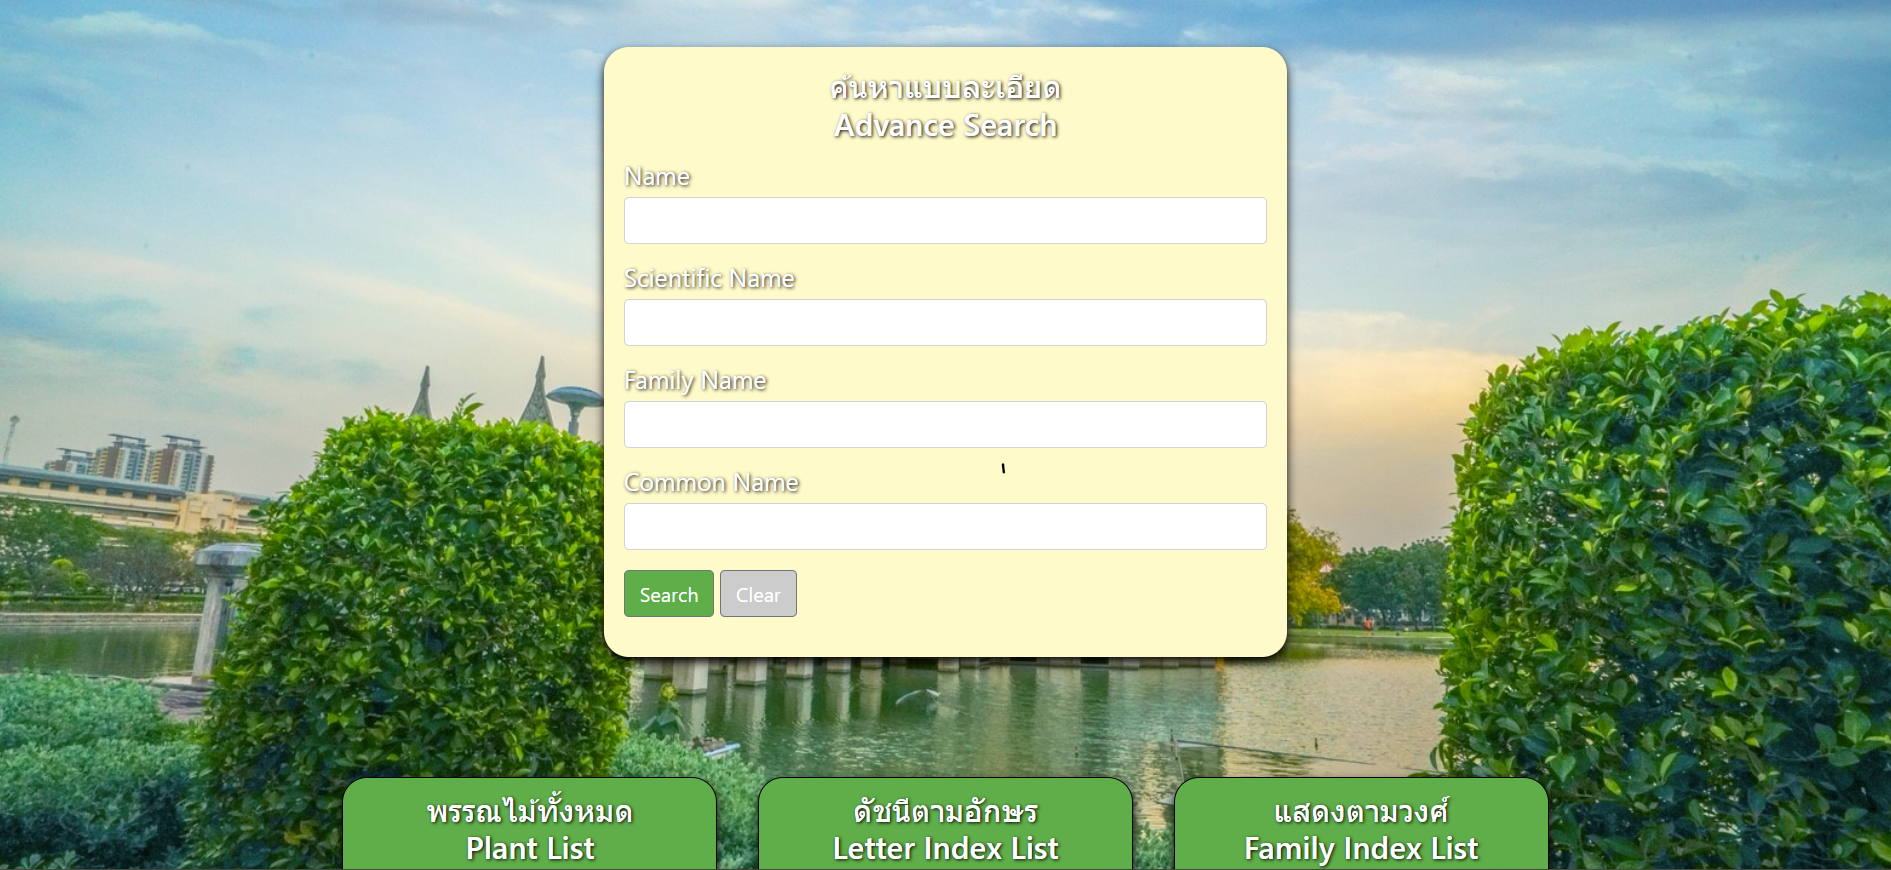 ค้นหาแบบละเอียด
Advance Search
Name
Scientific Name
Family Name
Common Name
Search Clear
พรรณไม้ทั้งหมด
Plant List
ดัชนีตามอักษร
Letter Index List
แสดงตามวงศ์
Family Index List